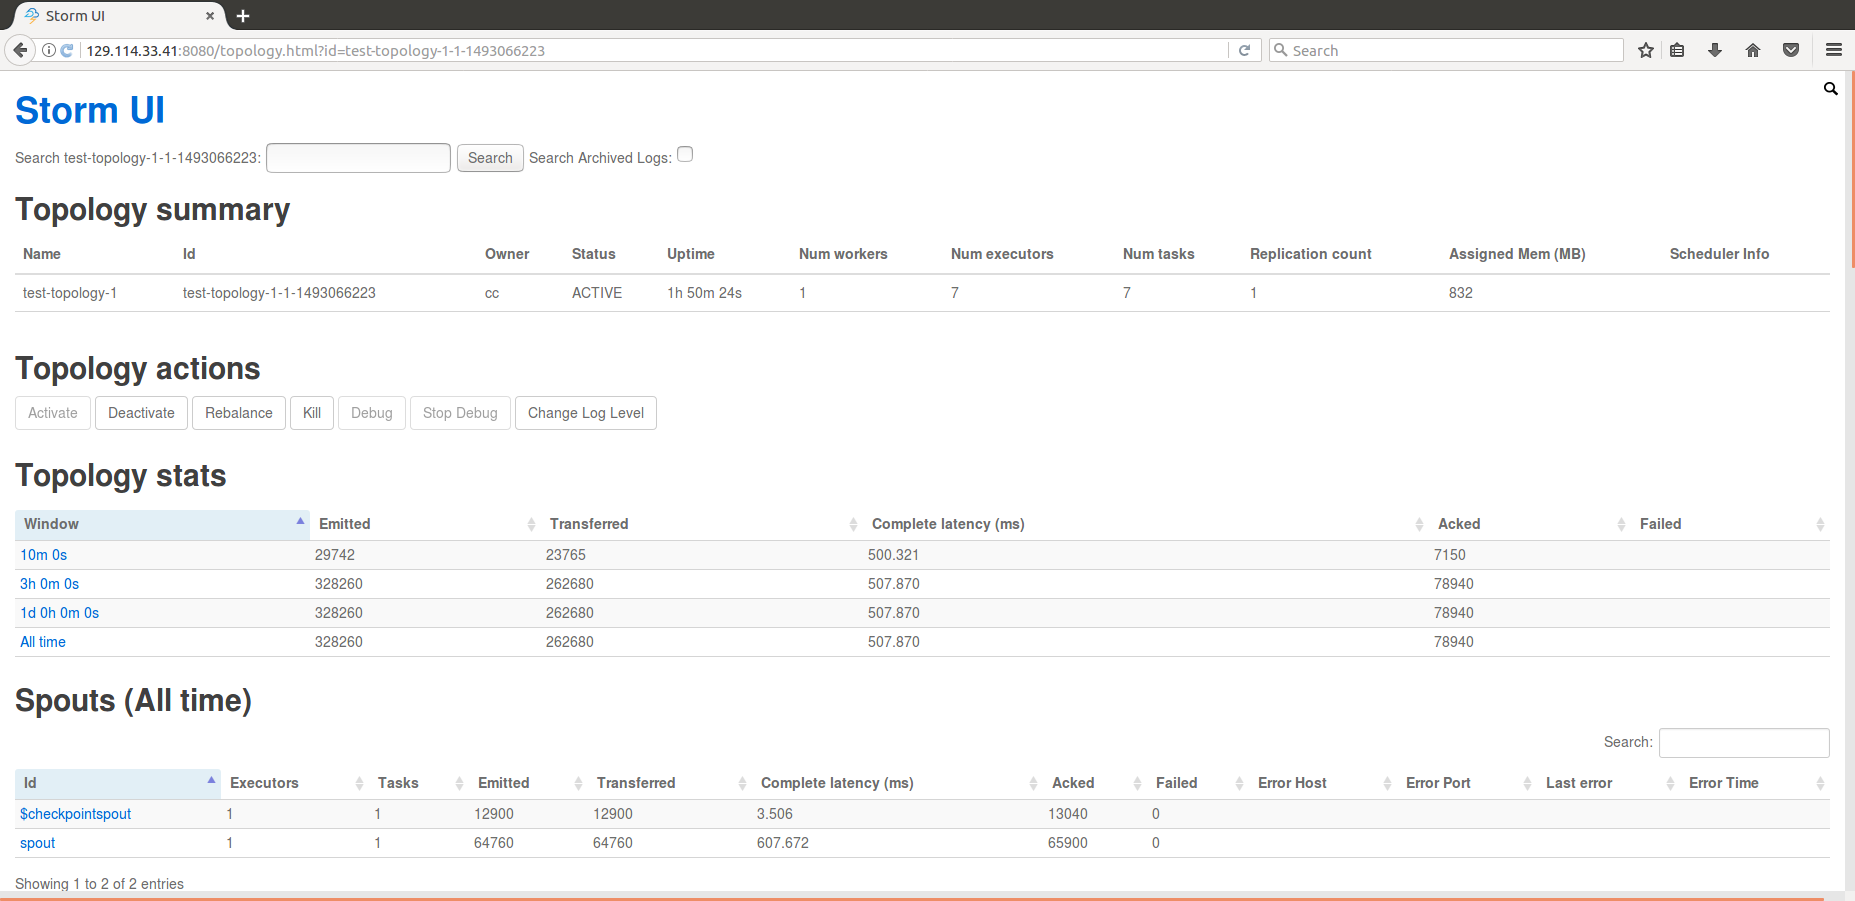 Storm UI
129.114.33.41:8080/topology.html?id=test-topology-1-1-1493066223
Search
Storm UI
Search test-topology-1-1-1493066223: Search Search Archived Logs:
Topology summary
Name Id Owner Status Uptime Num workers Num executors Num tasks Replication count Assigned Mem (MB) Scheduler Info
test-topology-1 test-topology-1-1-1493066223 cc ACTIVE 1h 50m 24s 1 7 7 1 832
Topology actions
Activate Deactivate Rebalance Kill Debug Stop Debug Change Log Level
Topology stats
Window Emitted Transferred Complete latency (ms) Acked Failed
10m 0s 29742 23765 500.321 7150
3h 0m 0s 328260 262680 507.870 78940
1d 0h 0m 0s 328260 262680 507.870 78940
All time 328260 262680 507.870 78940
Spouts (All time)
Search:
Id Executors Tasks Emitted Transferred Complete latency (ms) Acked Failed Error Host Error Port Last error Error Time
$checkpointspout 1 1 12900 12900 3.506 13040 0
spout 1 1 64760 64760 607.672 65900 0
Showing 1 to 2 of 2 entries